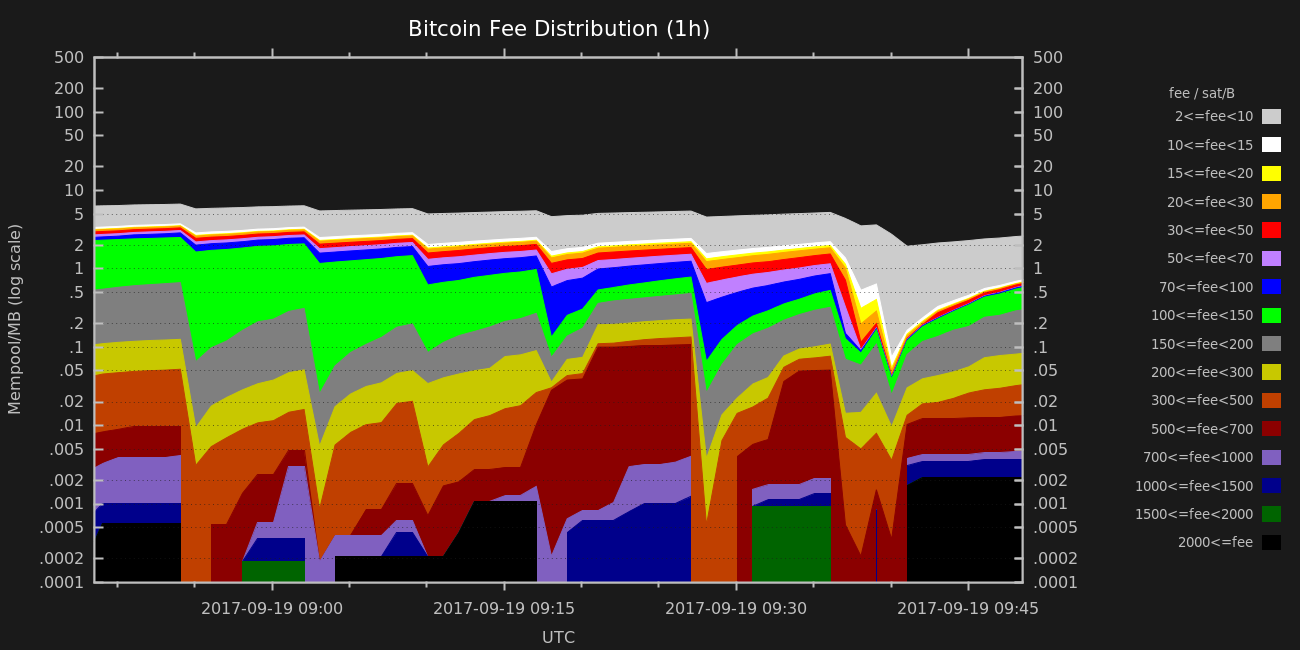 Bitcoin Fee Distribution (1h)
500
200
100
50
20
10
5
2
1
.5
.2
.1
.05
.02
.01
.005
.002
.001
.0005
.0002
.0001
Mempool/MB (log scale)
500
200
100
50
20
10
5
2
1
.5
.2
.1
.05
.02
.01
.005
.002
.001
.0005
.0002
.0001
2017-09-19 09:00
2017-09-19 09:15
2017-09-19 09:30
2017-09-19 09:45
UTC
fee / sat/B
2<=fee<10
10<=fee<15
15<=fee<20
20<=fee<30
30<=fee<50
50<=fee<70
70<=fee<100
100<=fee<150
150<=fee<200
200<=fee<300
300<=fee<500
500<=fee<700
700<=fee<1000
1000<=fee<1500
1500<=fee<2000
2000<=fee